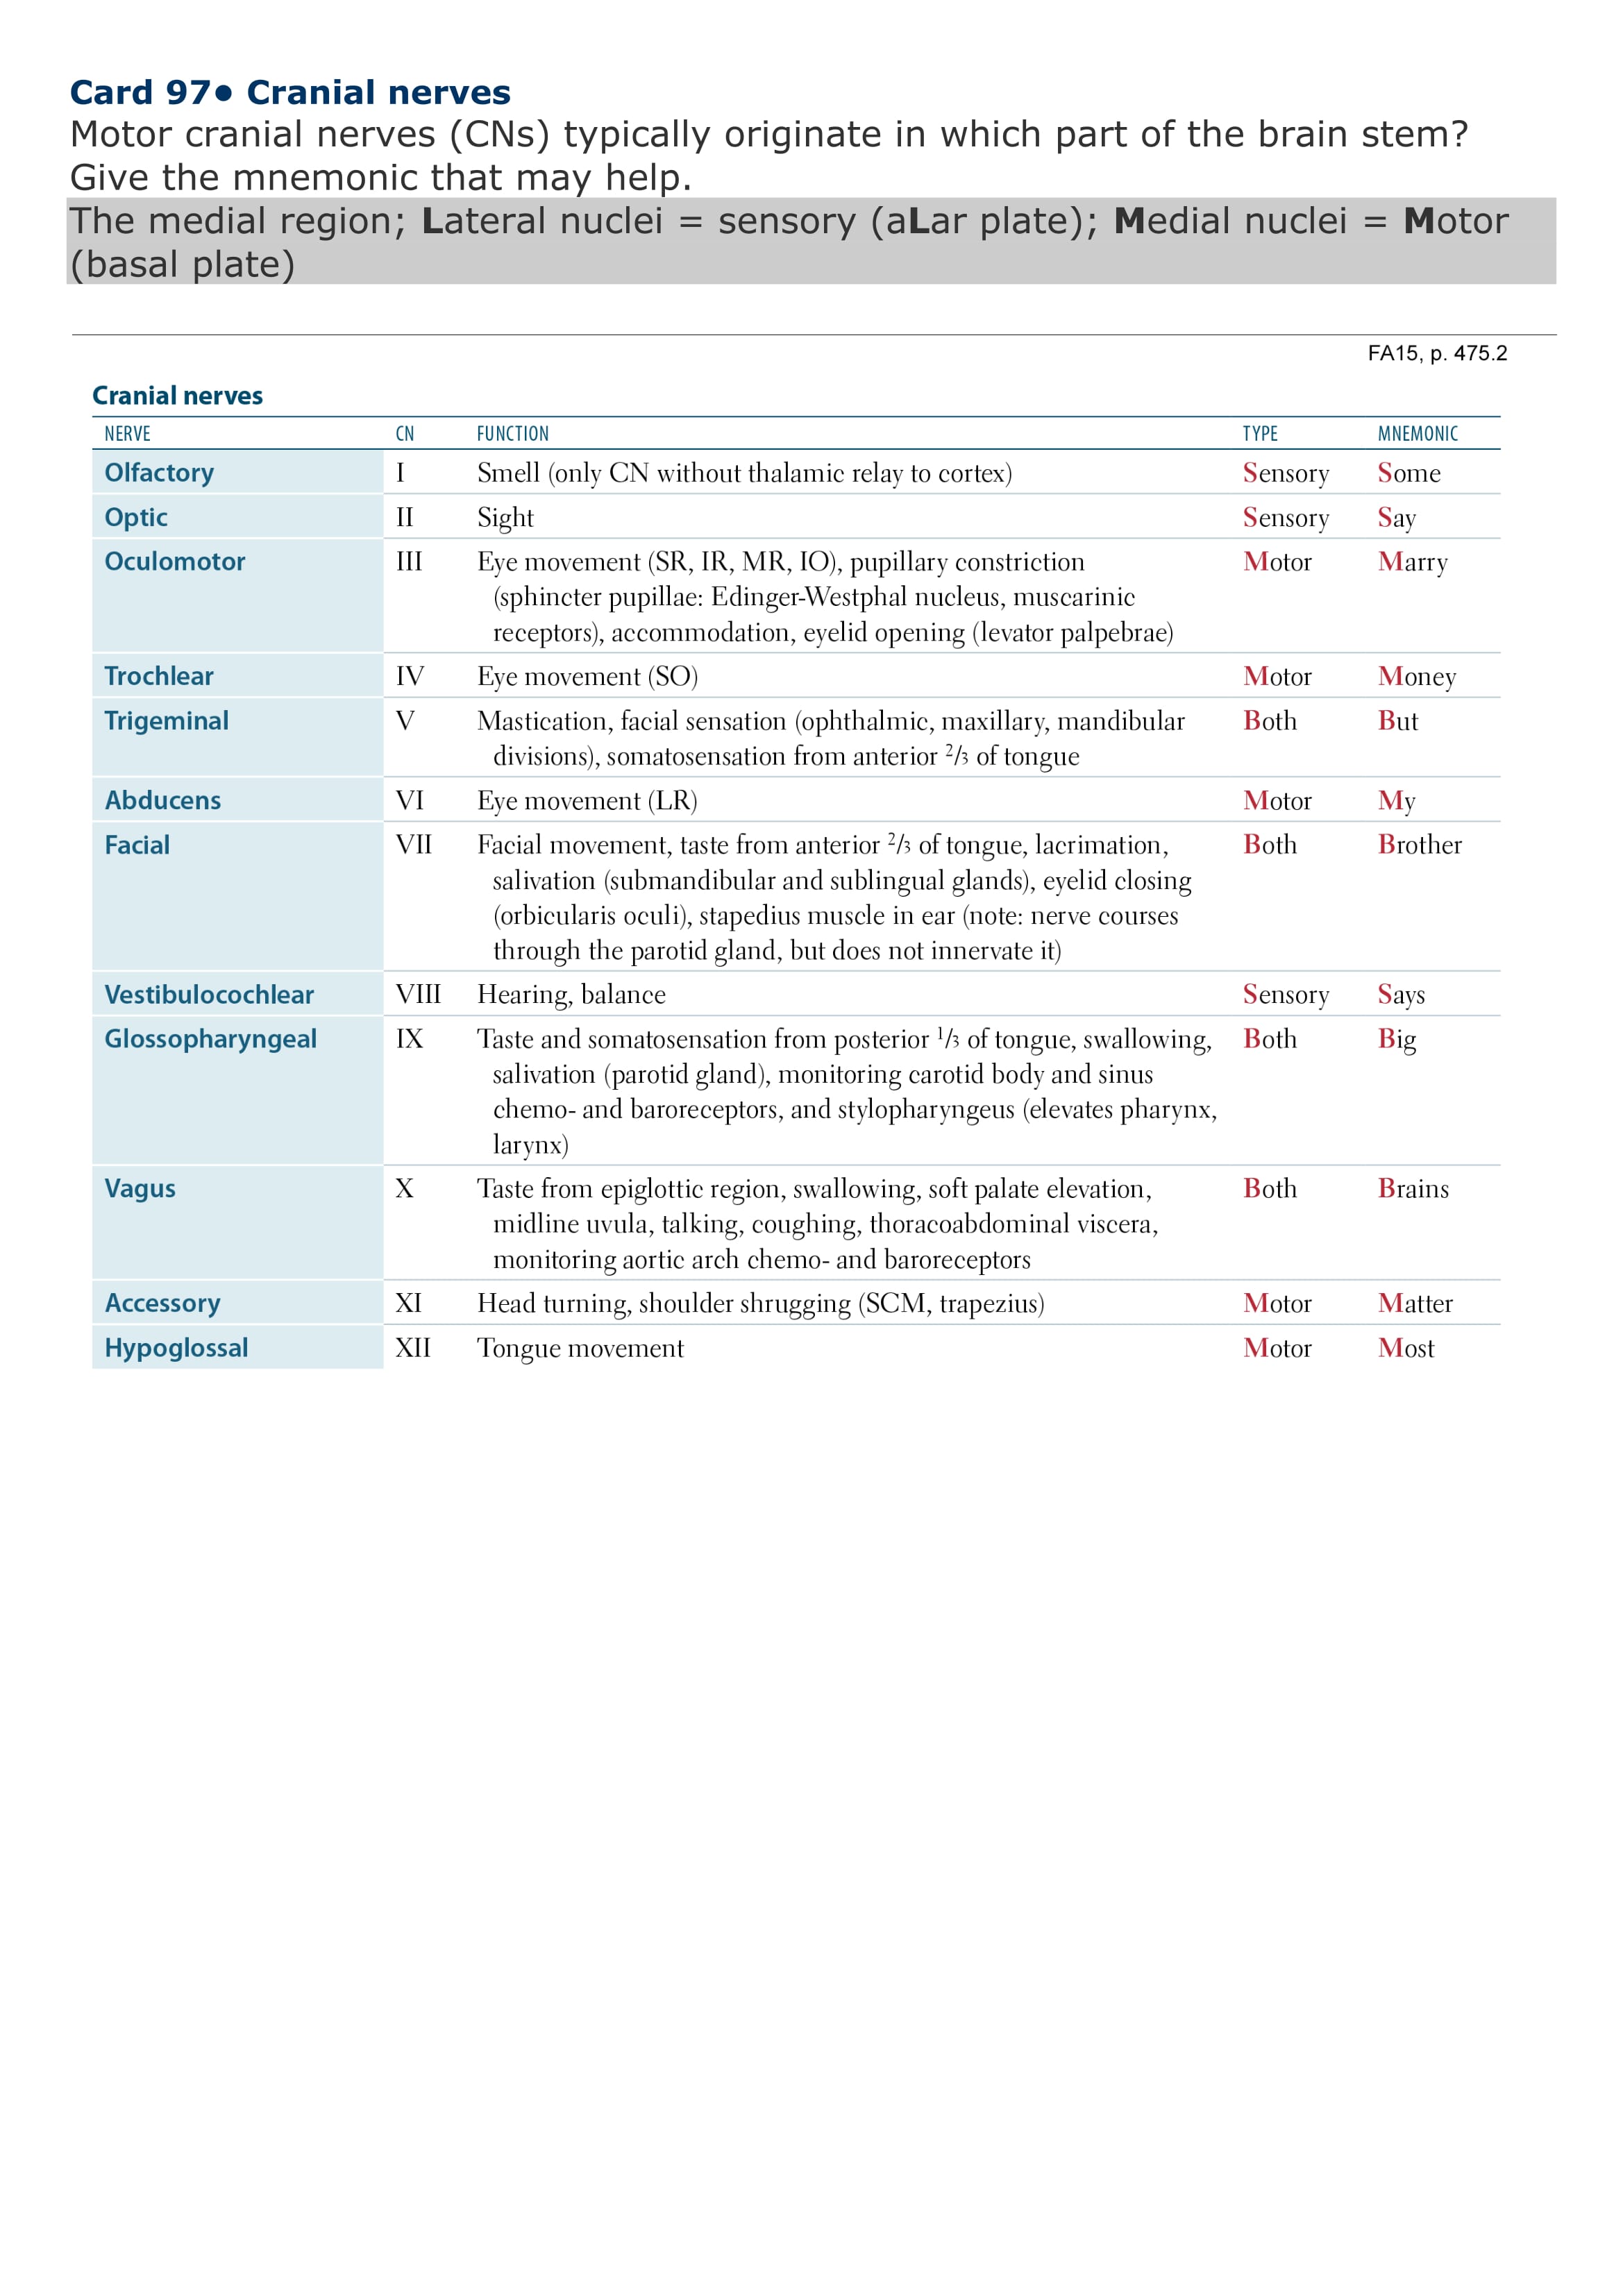 Card 97● Cranial nerves
Motor cranial nerves (CNs) typically originate in which part of the brain stem?
Give the mnemonic that may help.
The medial region; Lateral nuclei = sensory (aLar plate); Medial nuclei = Motor
(basal plate)
FA15, p. 475.2
Cranial nerves
NERVE CN FUNCTION TYPE MNEMONIC
Olfactory I Smell (only CN without thalamic relay to cortex) Sensory Some
Optic II Sight Sensory Say
Oculomotor III Eye movement (SR, IR, MR, IO), pupillary constriction Motor Marry
(sphincter pupillae: Edinger-Westphal nucleus, muscarinic
receptors), accommodation, eyelid opening (levator palpebrae)
Trochlear IV Eye movement (SO) Motor Money
Trigeminal V Mastication, facial sensation (ophthalmic, maxillary, mandibular Both But
divisions), somatosensation from anterior 2/3 of tongue
Abducens VI Eye movement (LR) Motor My
Facial VII Facial movement, taste from anterior 2/3 of tongue, lacrimation, Both Brother
salivation (submandibular and sublingual glands), eyelid closing
(orbicularis oculi), stapedius muscle in ear (note: nerve courses
through the parotid gland, but does not innervate it)
Vestibulocochlear VIII Hearing, balance Sensory Says
Glossopharyngeal IX Taste and somatosensation from posterior 1/3 of tongue, swallowing, Both Big
salivation (parotid gland), monitoring carotid body and sinus
chemo- and baroreceptors, and stylopharyngeus (elevates pharynx,
larynx)
Vagus X Taste from epiglottic region, swallowing, soft palate elevation, Both Brains
midline uvula, talking, coughing, thoracoabdominal viscera,
monitoring aortic arch chemo- and baroreceptors
Accessory XI Head turning, shoulder shrugging (SCM, trapezius) Motor Matter
Hypoglossal XII Tongue movement Motor Most